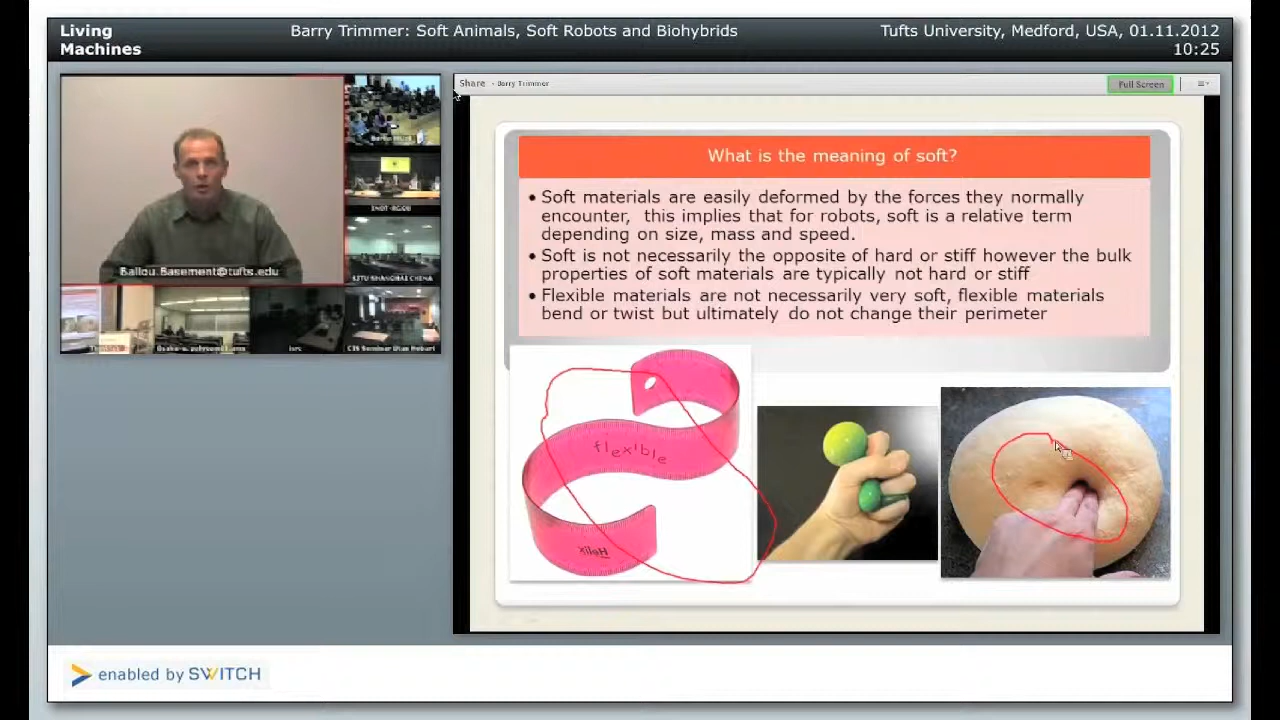 Living
Machines
Barry Trimmer: Soft Animals, Soft Robots and Biohybrids
Tufts University, Medford, USA, 01.11.2012
10:25
Ballou.Basement@tufts.edu
SJTU SHANGHAI CHINA
Share - Barry Trimmer
Full Screen
What is the meaning of soft?
• Soft materials are easily deformed by the forces they normally
encounter, this implies that for robots, soft is a relative term
depending on size, mass and speed.
• Soft is not necessarily the opposite of hard or stiff however the bulk
properties of soft materials are typically not hard or stiff
• Flexible materials are not necessarily very soft, flexible materials
bend or twist but ultimately do not change their perimeter
flexible
Helix
enabled by SWITCH